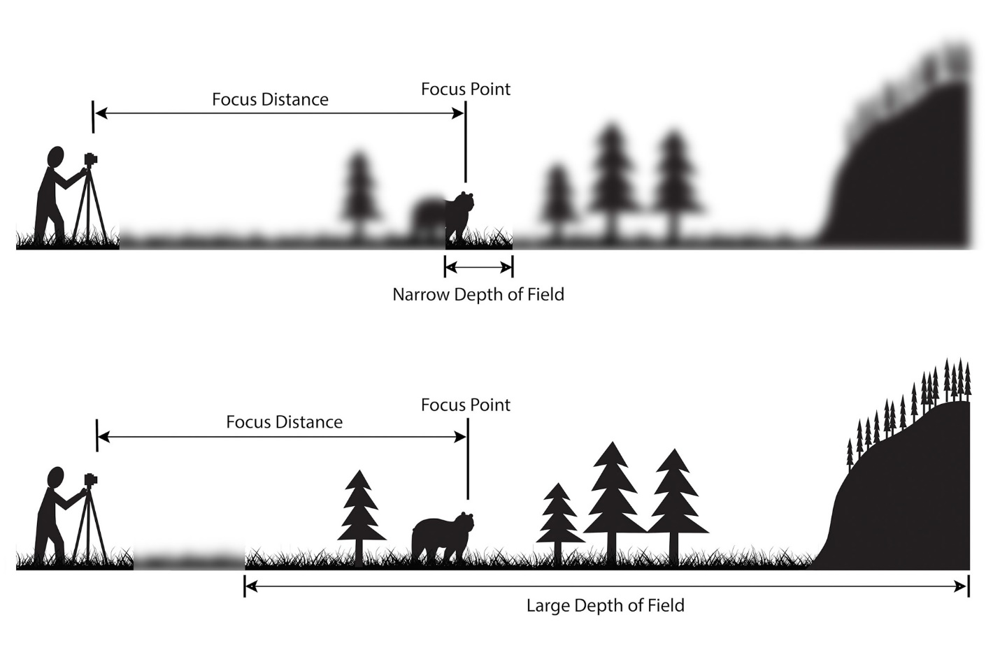 Focus Point
Focus Distance
Narrow Depth of Field
Focus Point
Focus Distance
Large Depth of Field